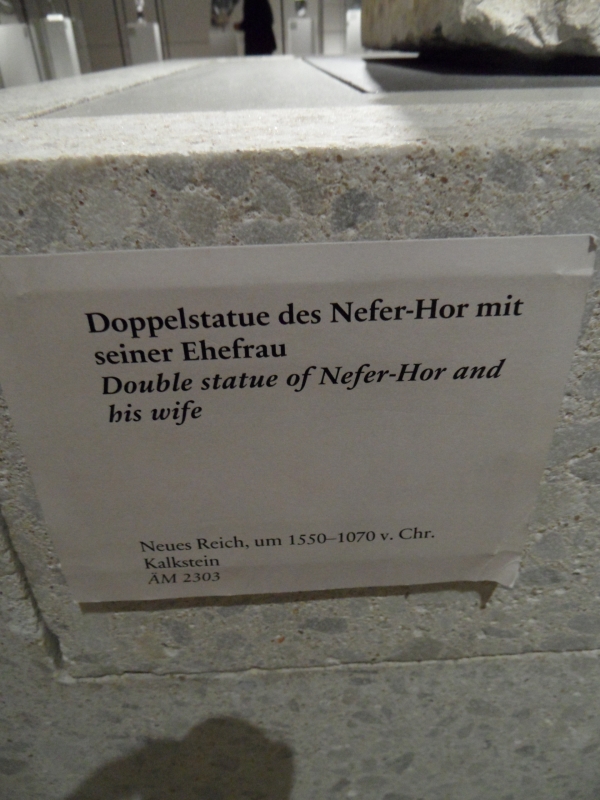 Doppelstatue des Nefer-Hor mit
seiner Ehefrau
Double statue of Nefer-Hor and
his wife
Neues Reich, um 1550–1070 v. Chr.
Kalkstein
ÄM 2303